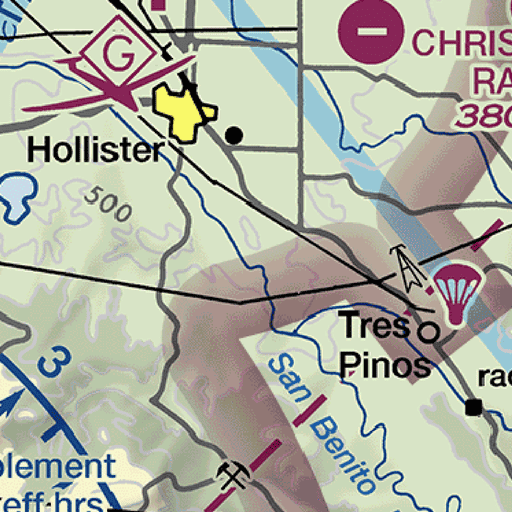 G
CHRIS
RA
380
Hollister
500
Tres
Pinos
rac
3
San Benito
plement
eff hrs